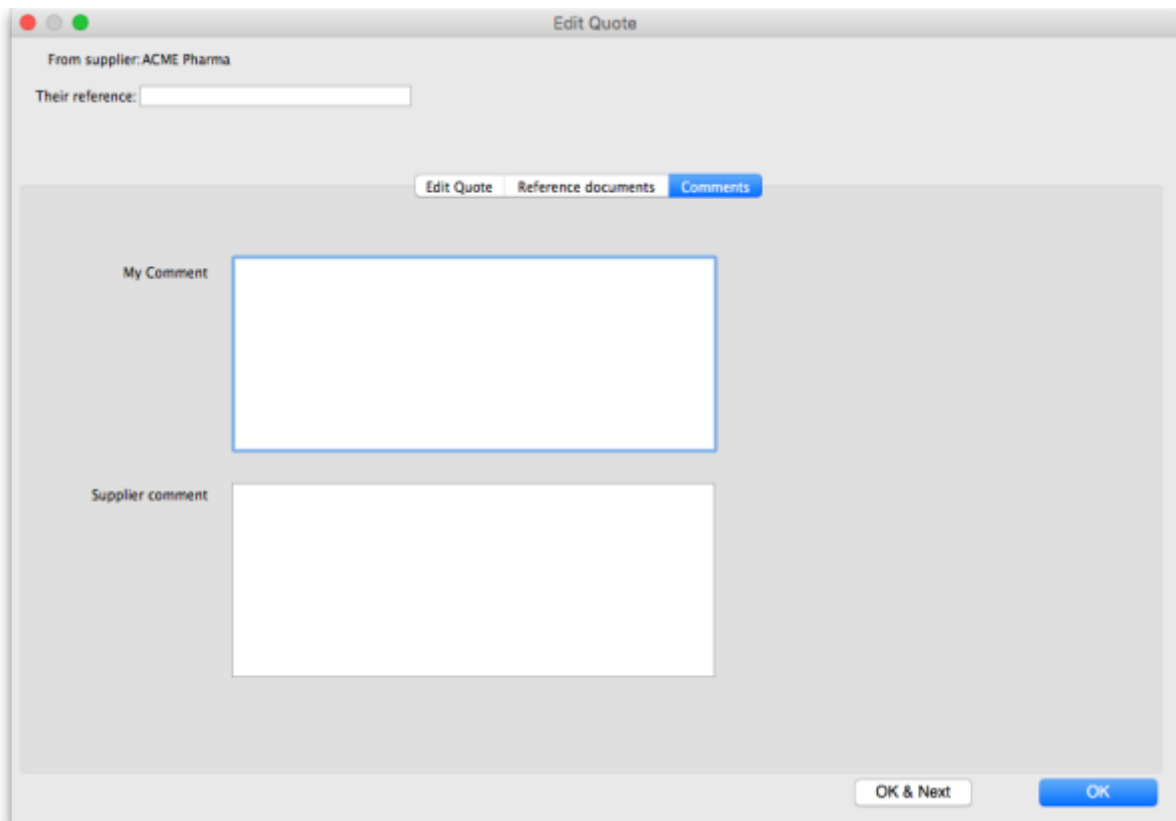 Edit Quote
From supplier: ACME Pharma
Their reference:
Edit Quote Reference documents Comments
My Comment
Supplier comment
OK & Next OK